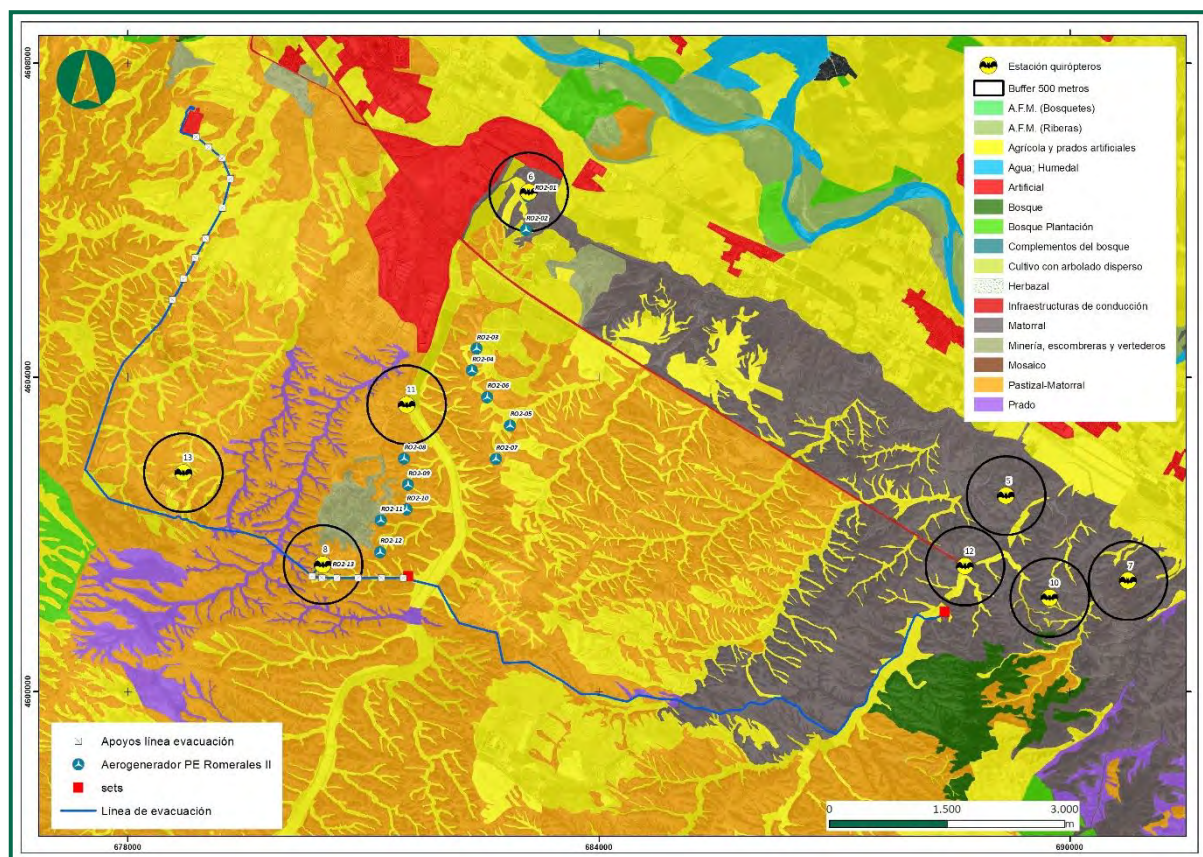 4608000
4604000
4600000
678000
684000
690000
Estación quirópteros
Buffer 500 metros
A.F.M. (Bosquetes)
A.F.M. (Riberas)
Agrícola y prados artificiales
Agua; Humedal
Artificial
Bosque
Bosque Plantación
Complementos del bosque
Cultivo con arbolado disperso
Herbazal
Infraestructuras de conducción
Matorral
Minería, escombreras y vertederos
Mosaico
Pastizal-Matorral
Prado
6
RO2-01
RO2-02
RO2-03
RO2-04
RO2-06
11
RO2-05
RO2-08
RO2-07
13
RO2-09
5
RO2-10
RO2-11
8
RO2-12
12
RO2-13
7
10
Apoyos línea evacuación
Aerogenerador PE Romerales II
sets
Línea de evacuación
0
1.500
3.000
m